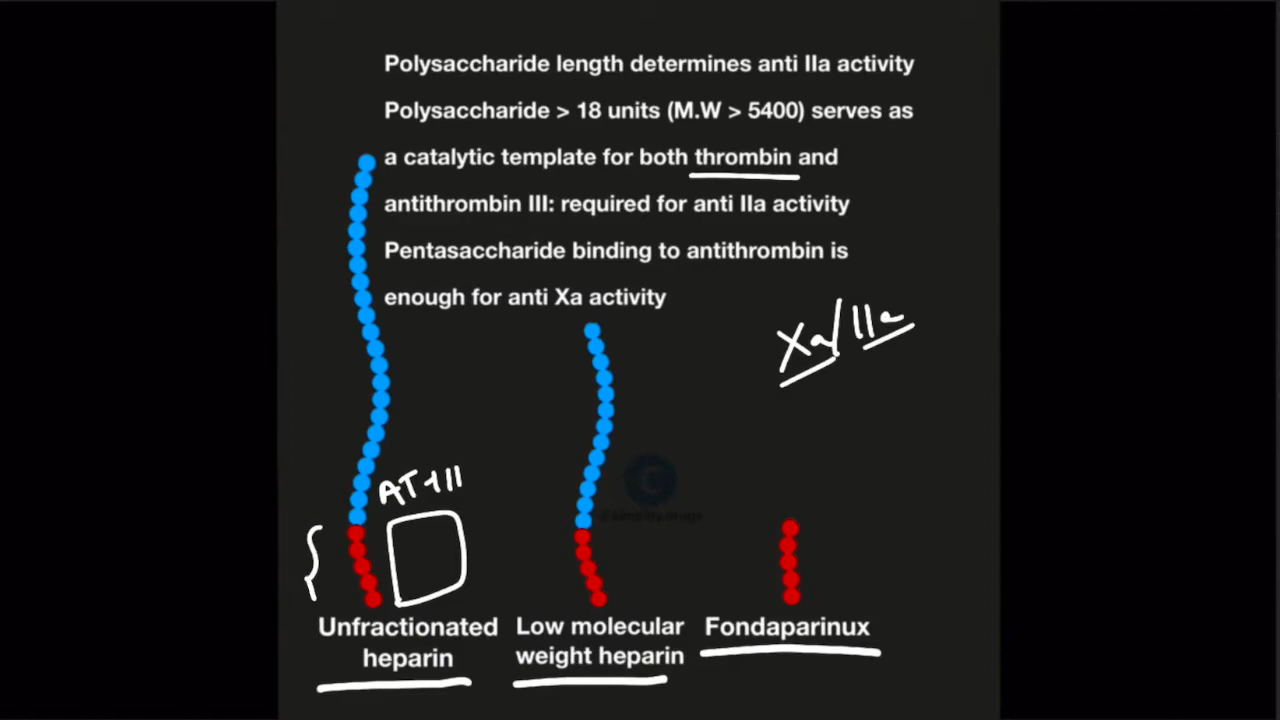 Polysaccharide length determines anti IIa activity
Polysaccharide > 18 units (M.W > 5400) serves as
a catalytic template for both thrombin and
antithrombin III: required for anti IIa activity
Pentasaccharide binding to antithrombin is
enough for anti Xa activity
Xa/IIa
AT-III
Unfractionated
heparin
Low molecular
weight heparin
Fondaparinux